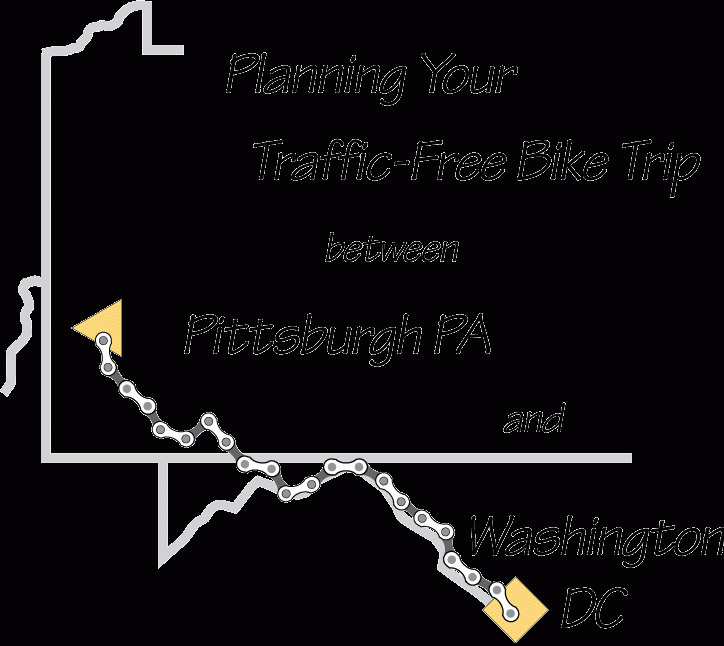 Planning Your
Traffic-Free Bike Trip
between
Pittsburgh PA
and
Washington
DC